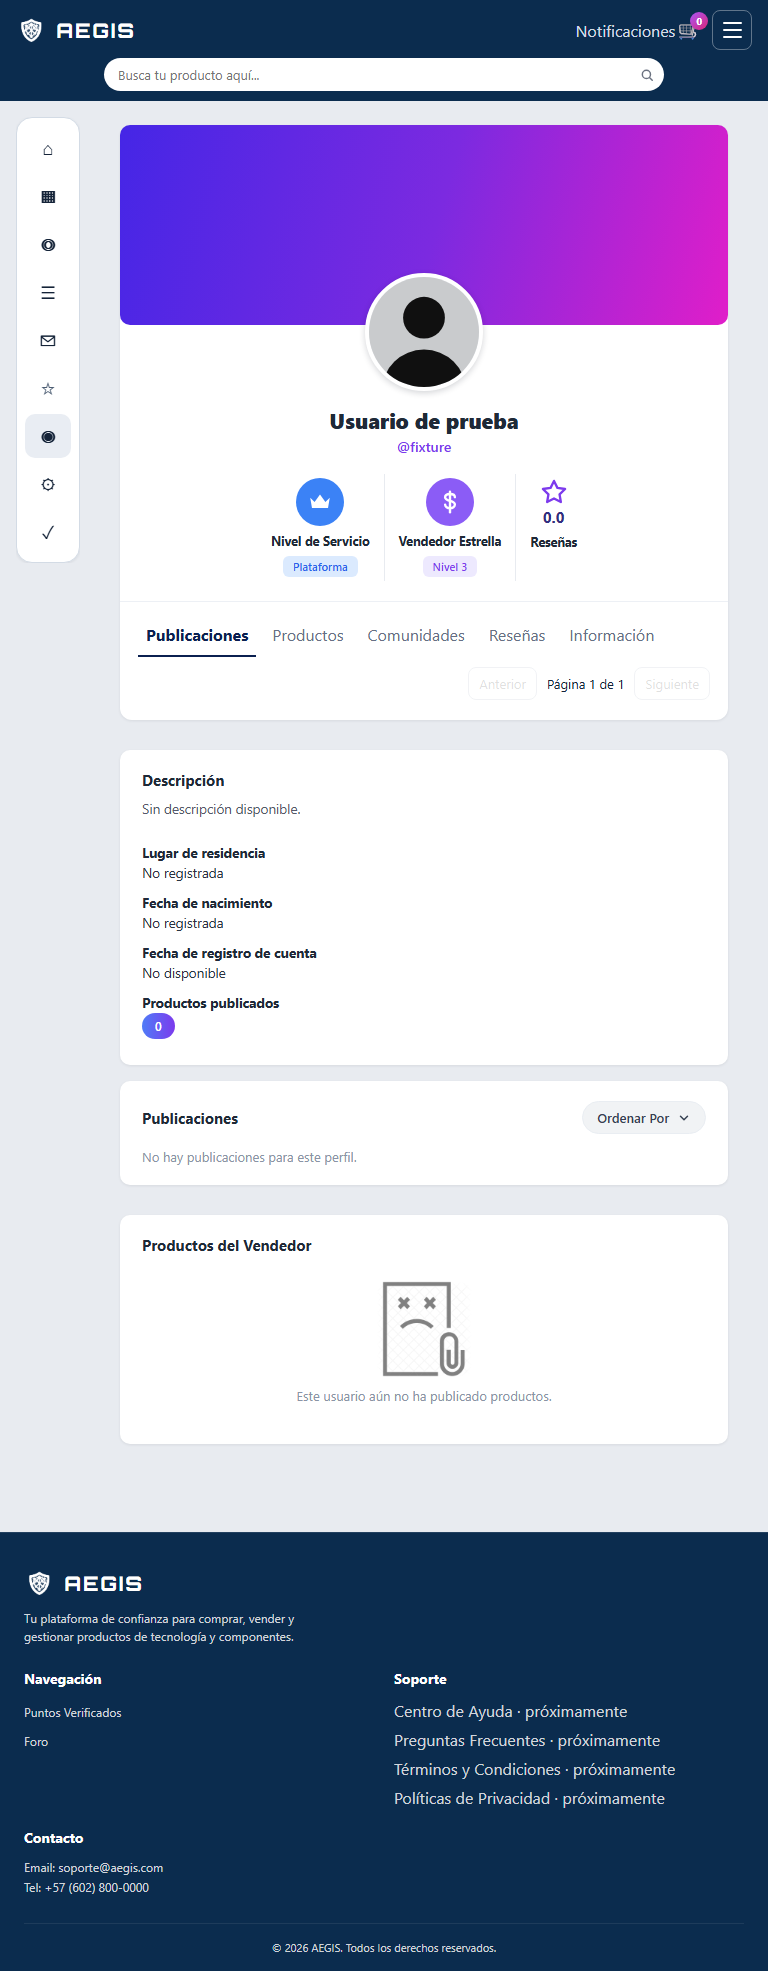 AEGIS
Notificaciones
0
Busca tu producto aquí...
Usuario de prueba
@fixture
Nivel de Servicio
Plataforma
Vendedor Estrella
Nivel 3
0.0
Reseñas
Publicaciones Productos Comunidades Reseñas Información
Anterior Página 1 de 1 Siguiente
Descripción
Sin descripción disponible.
Lugar de residencia
No registrada
Fecha de nacimiento
No registrada
Fecha de registro de cuenta
No disponible
Productos publicados
0
Publicaciones
Ordenar Por
No hay publicaciones para este perfil.
Productos del Vendedor
Este usuario aún no ha publicado productos.
AEGIS
Tu plataforma de confianza para comprar, vender y
gestionar productos de tecnología y componentes.
Navegación
Puntos Verificados
Foro
Soporte
Centro de Ayuda · próximamente
Preguntas Frecuentes · próximamente
Términos y Condiciones · próximamente
Políticas de Privacidad · próximamente
Contacto
Email: soporte@aegis.com
Tel: +57 (602) 800-0000
© 2026 AEGIS. Todos los derechos reservados.